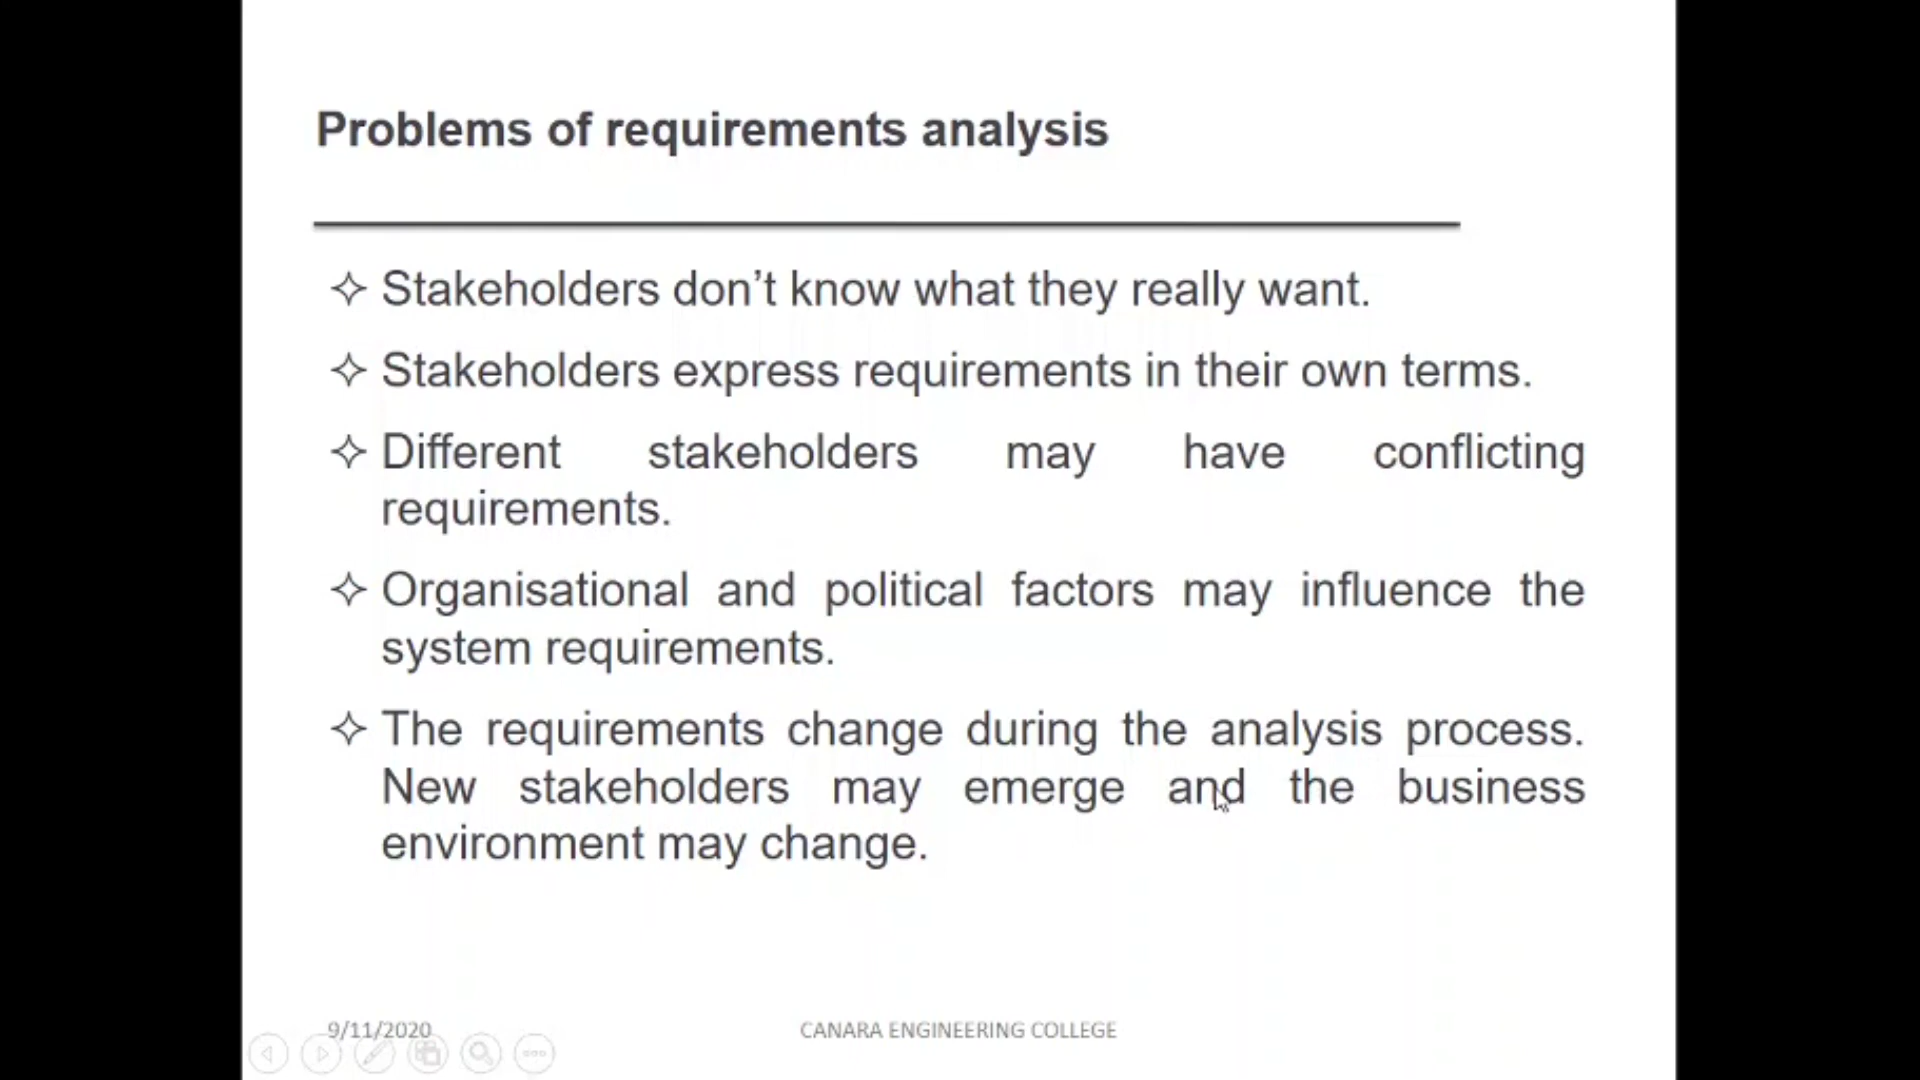 Problems of requirements analysis
Stakeholders don’t know what they really want.
Stakeholders express requirements in their own terms.
Different stakeholders may have conflicting
requirements.
Organisational and political factors may influence the
system requirements.
The requirements change during the analysis process.
New stakeholders may emerge and the business
environment may change.
9/11/2020
CANARA ENGINEERING COLLEGE